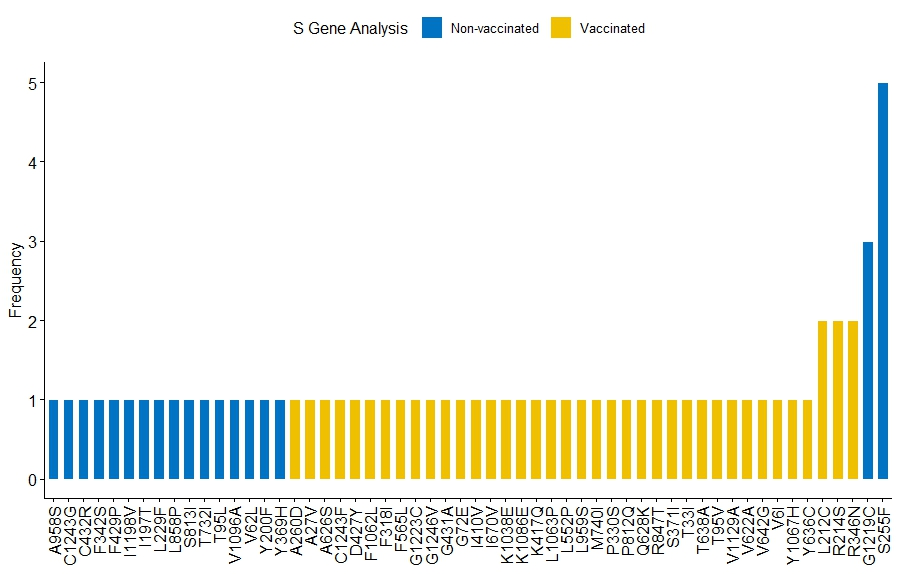 S Gene Analysis Non-vaccinated Vaccinated
Frequency
5
4
3
2
1
0
A958S
C1243G
C432R
F342S
F429P
I1198V
I197T
L229F
L858P
S813I
T732I
T95L
V1096A
V62L
Y200F
Y369H
A260D
A27V
A626S
C1243F
D427Y
F1062L
F318I
F565L
G1223C
G1246V
G431A
G72E
I410V
I670V
K1038E
K1086E
K417Q
L1063P
L552P
L959S
M740I
P330S
P812Q
Q628K
R847T
S371I
T33I
T638A
T95V
V1129A
V622A
V642G
V6I
Y1067H
Y636C
L212C
R214S
R346N
G1219C
S255F